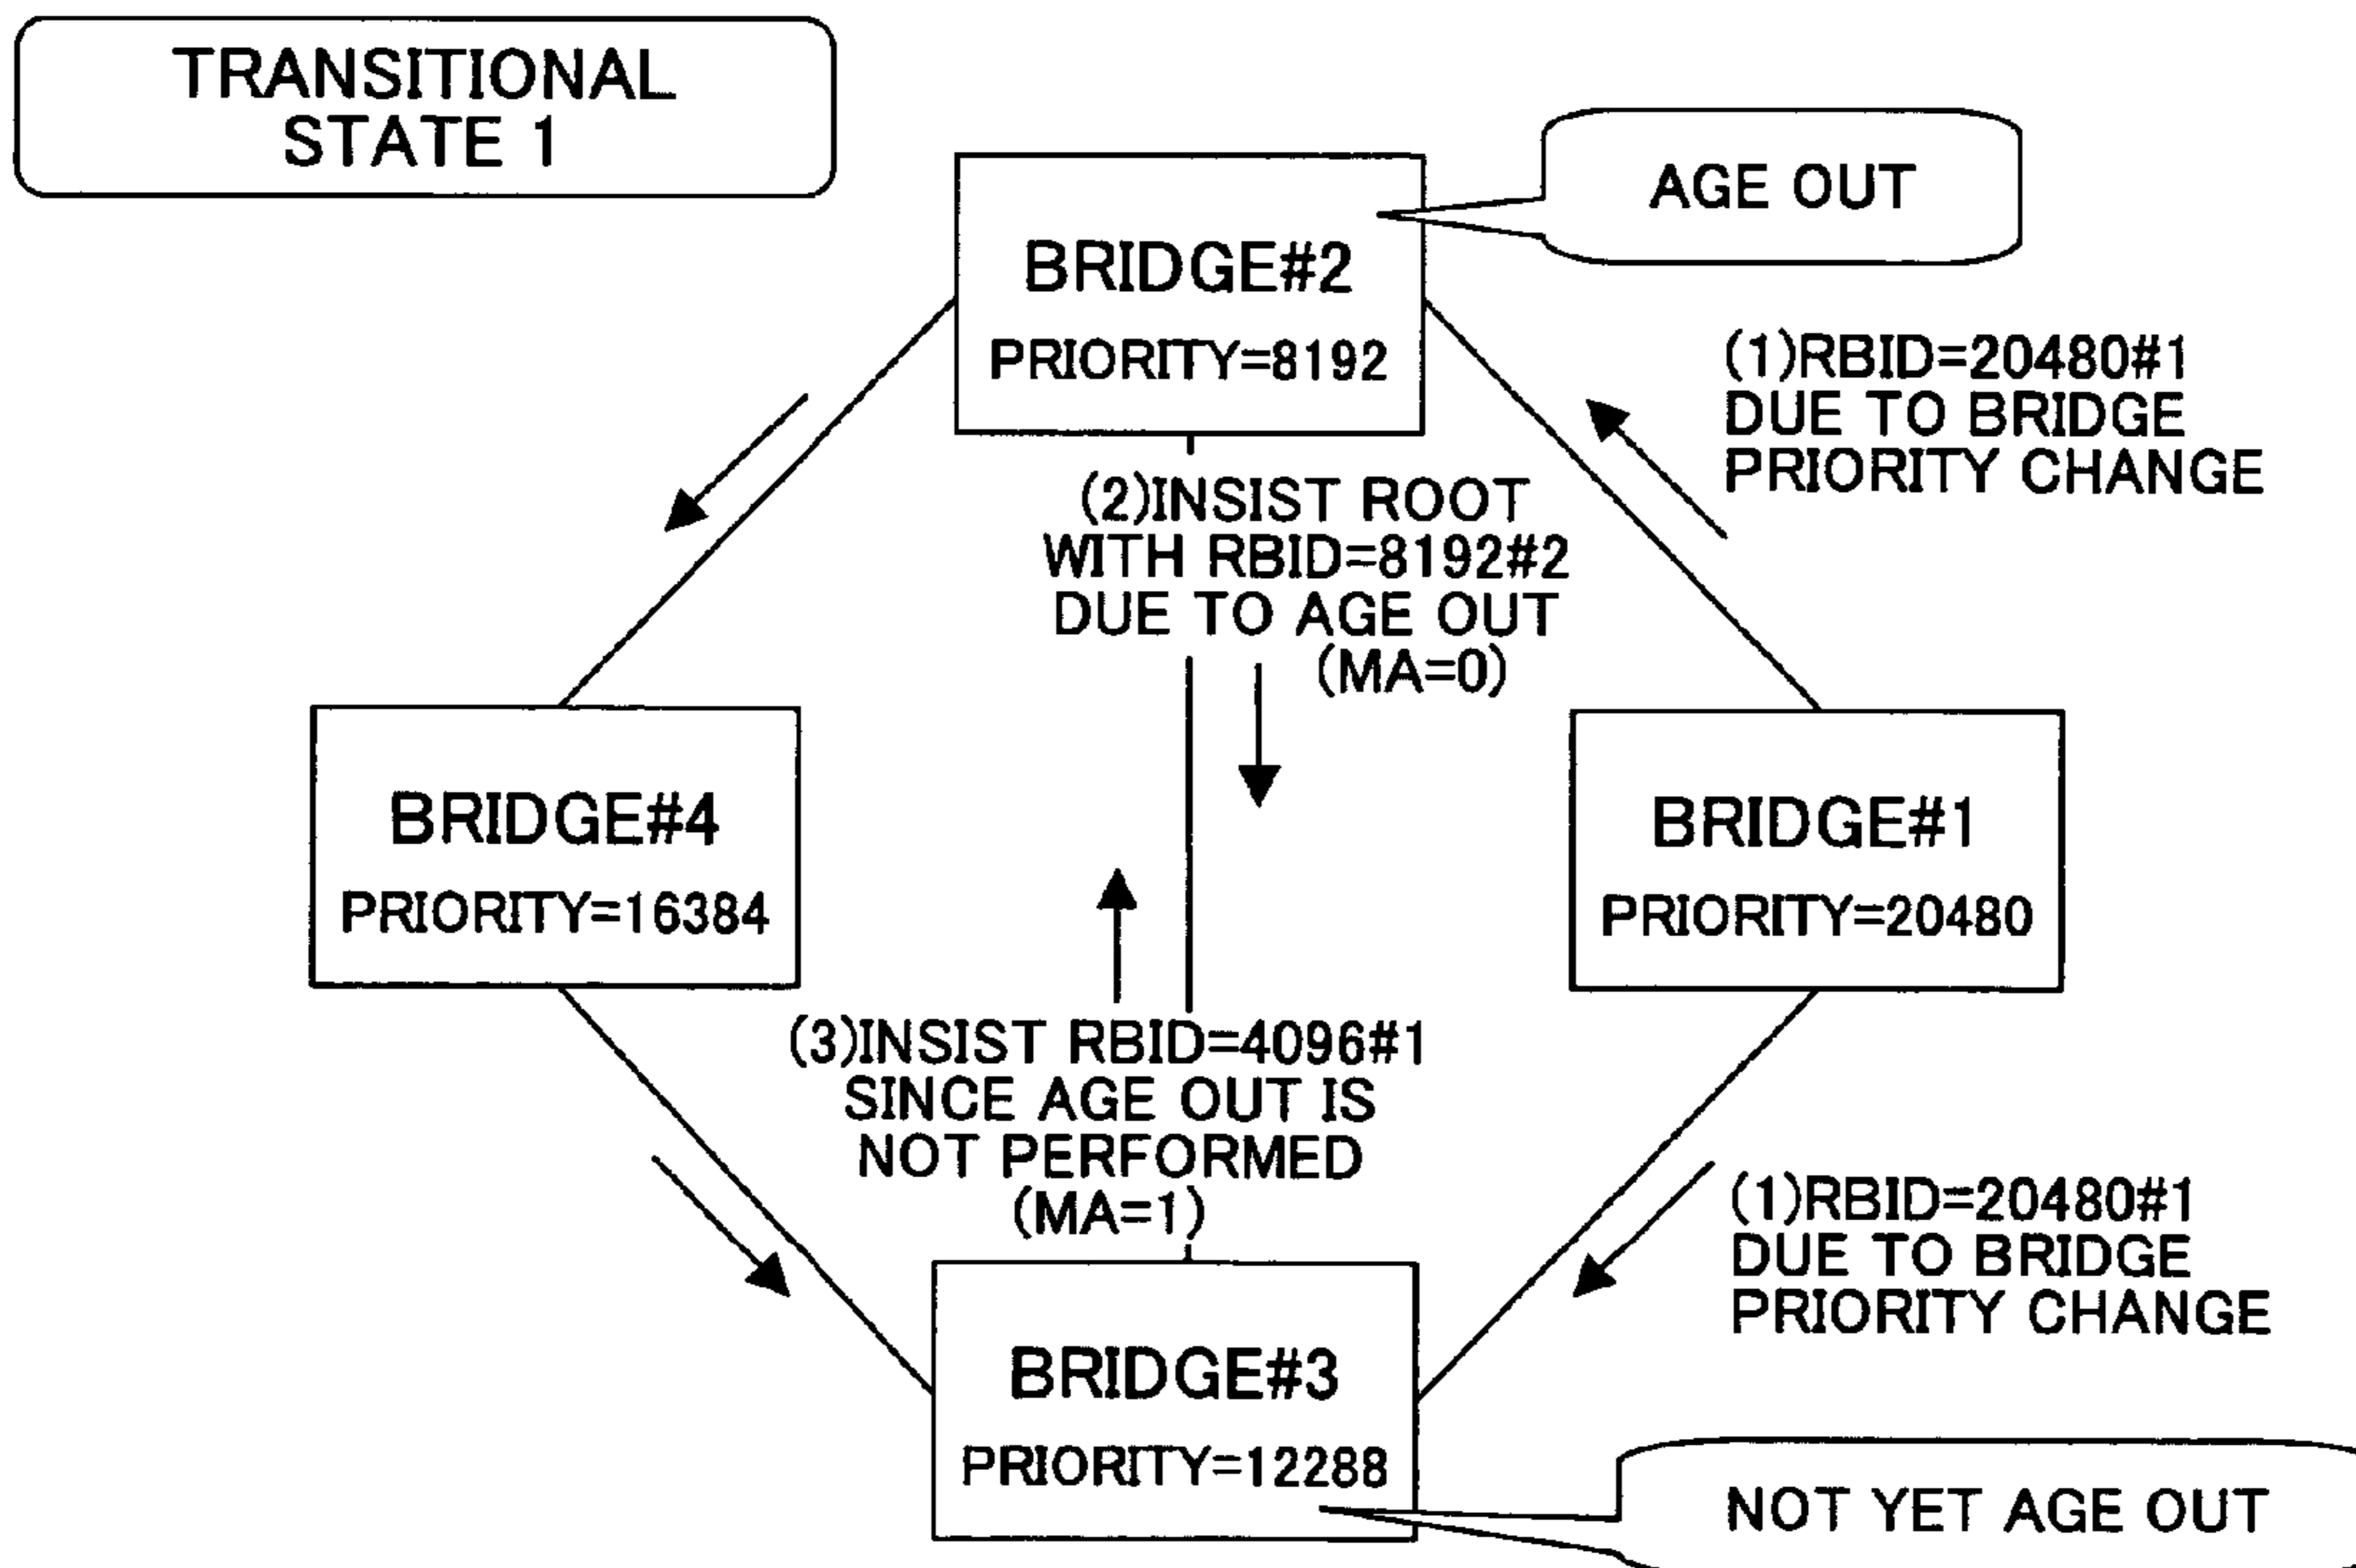 TRANSITIONAL
STATE 1
AGE OUT
BRIDGE#2
PRIORITY=8192
(1)RBID=20480#1
DUE TO BRIDGE
PRIORITY CHANGE
(2)INSIST ROOT
WITH RBID=8192#2
DUE TO AGE OUT
(MA=0)
BRIDGE#4
PRIORITY=16384
BRIDGE#1
PRIORITY=20480
(3)INSIST RBID=4096#1
SINCE AGE OUT IS
NOT PERFORMED
(MA=1)
(1)RBID=20480#1
DUE TO BRIDGE
PRIORITY CHANGE
BRIDGE#3
PRIORITY=12288
NOT YET AGE OUT